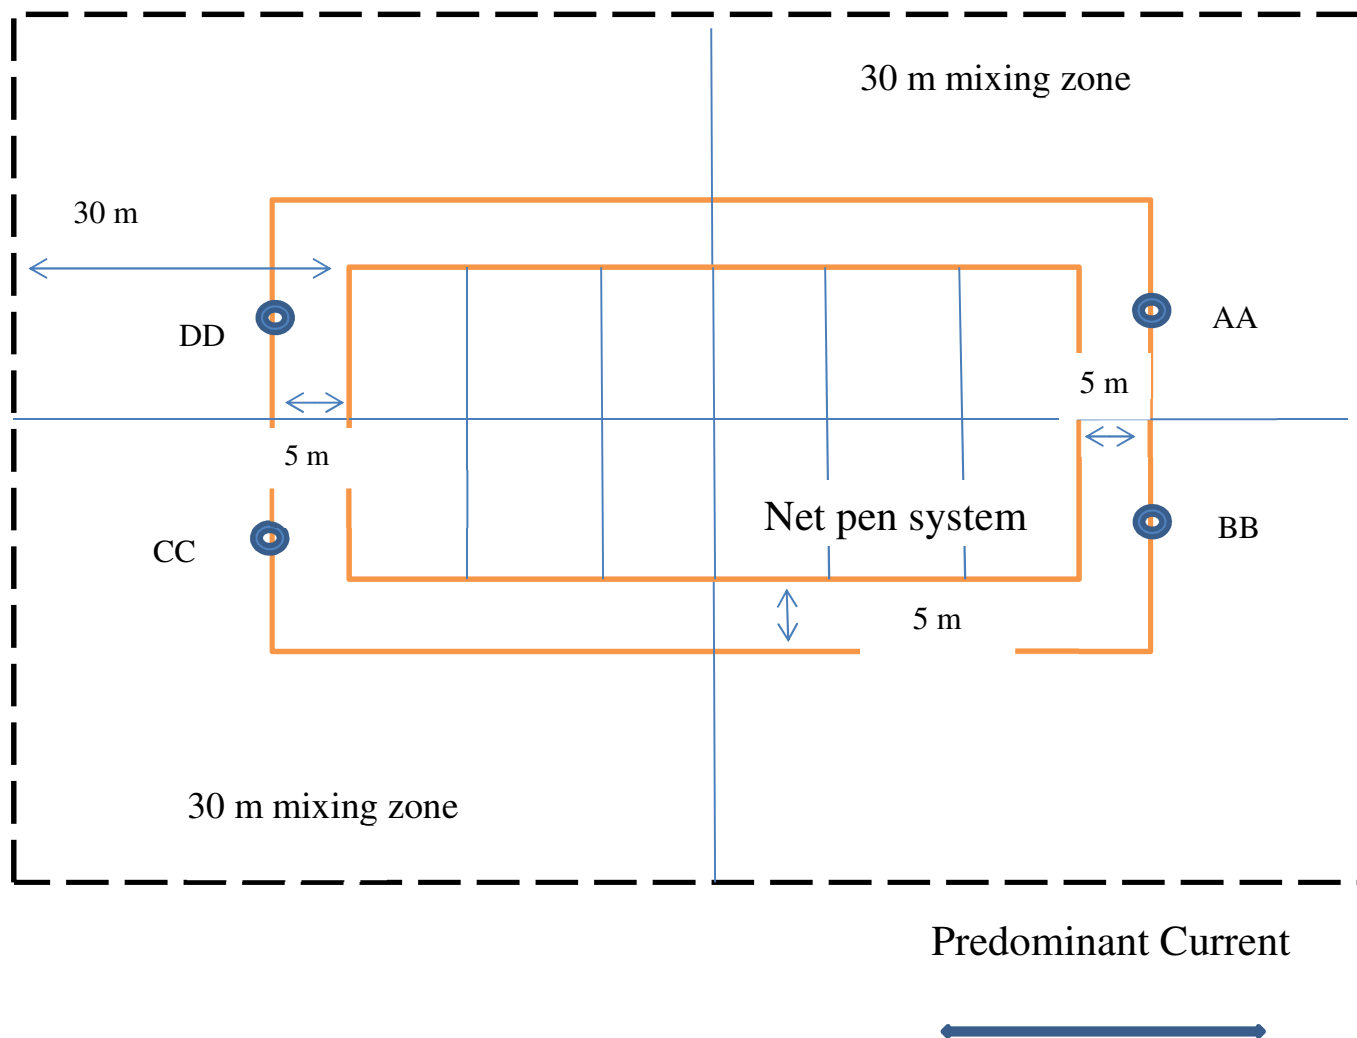 30 m mixing zone
30 m
DD
AA
5 m
5 m
Net pen system
CC
BB
5 m
30 m mixing zone
Predominant Current